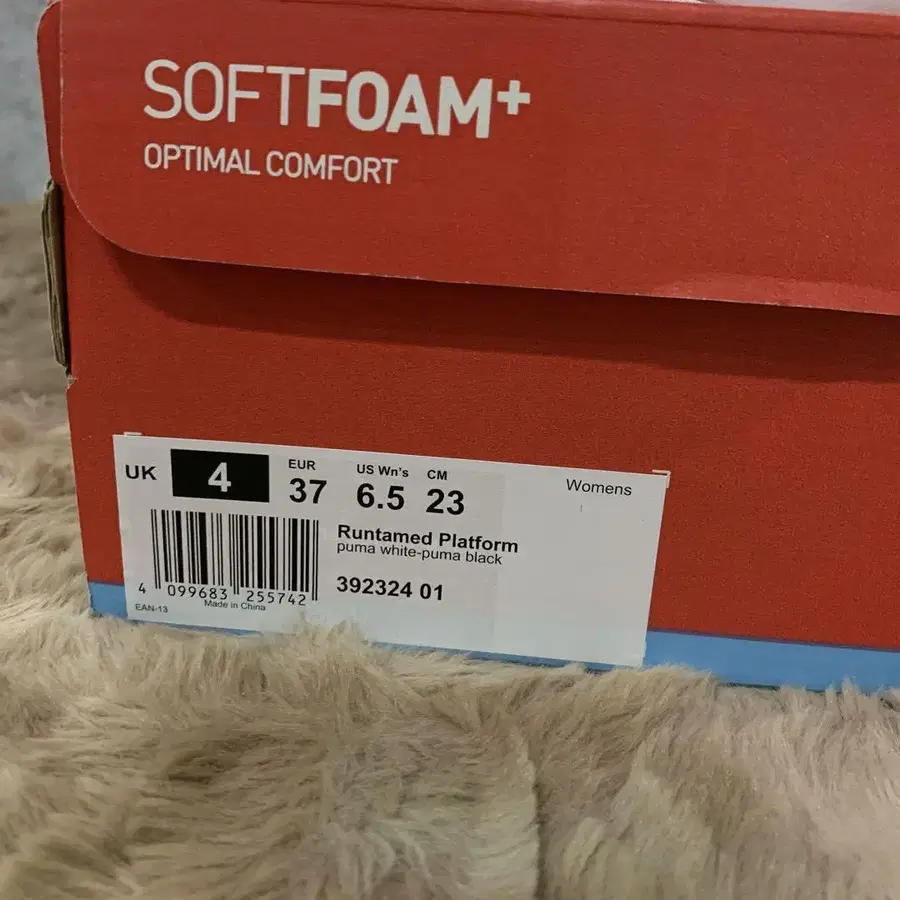 SOFTFOAM+
OPTIMAL COMFORT
UK 4 EUR 37 US Wn's 6.5 CM 23 Womens
Runtamed Platform
puma white-puma black
392324 01
4 099683 255742
EAN-13 Made in China